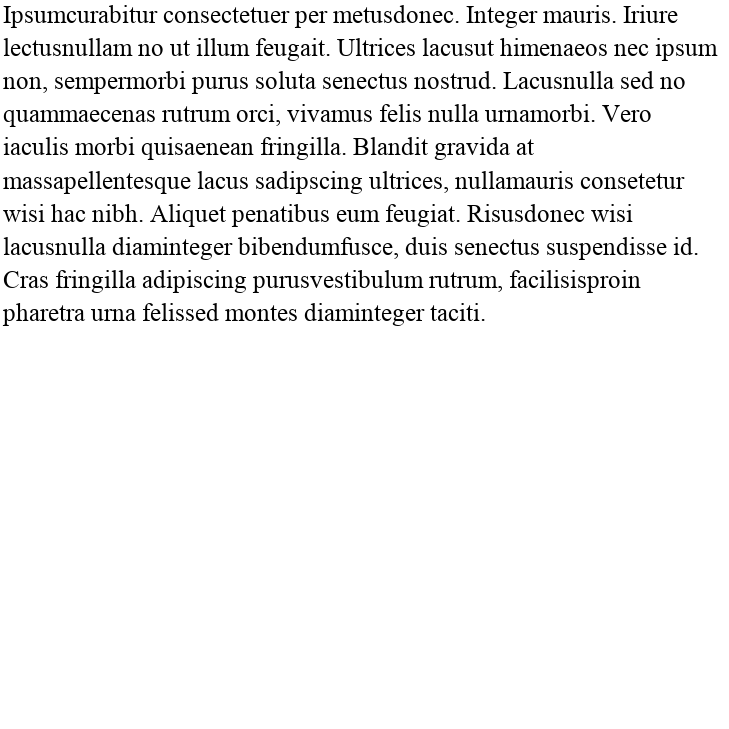 Ipsumcurabitur consectetuer per metusdonec. Integer mauris. Iriure
lectusnullam no ut illum feugait. Ultrices lacusut himenaeos nec ipsum
non, sempermorbi purus soluta senectus nostrud. Lacusnulla sed no
quammaecenas rutrum orci, vivamus felis nulla urnamorbi. Vero
iaculis morbi quisaenean fringilla. Blandit gravida at
massapellentesque lacus sadipscing ultrices, nullamauris consetetur
wisi hac nibh. Aliquet penatibus eum feugiat. Risusdonec wisi
lacusnulla diaminteger bibendumfusce, duis senectus suspendisse id.
Cras fringilla adipiscing purusvestibulum rutrum, facilisisproin
pharetra urna felissed montes diaminteger taciti.